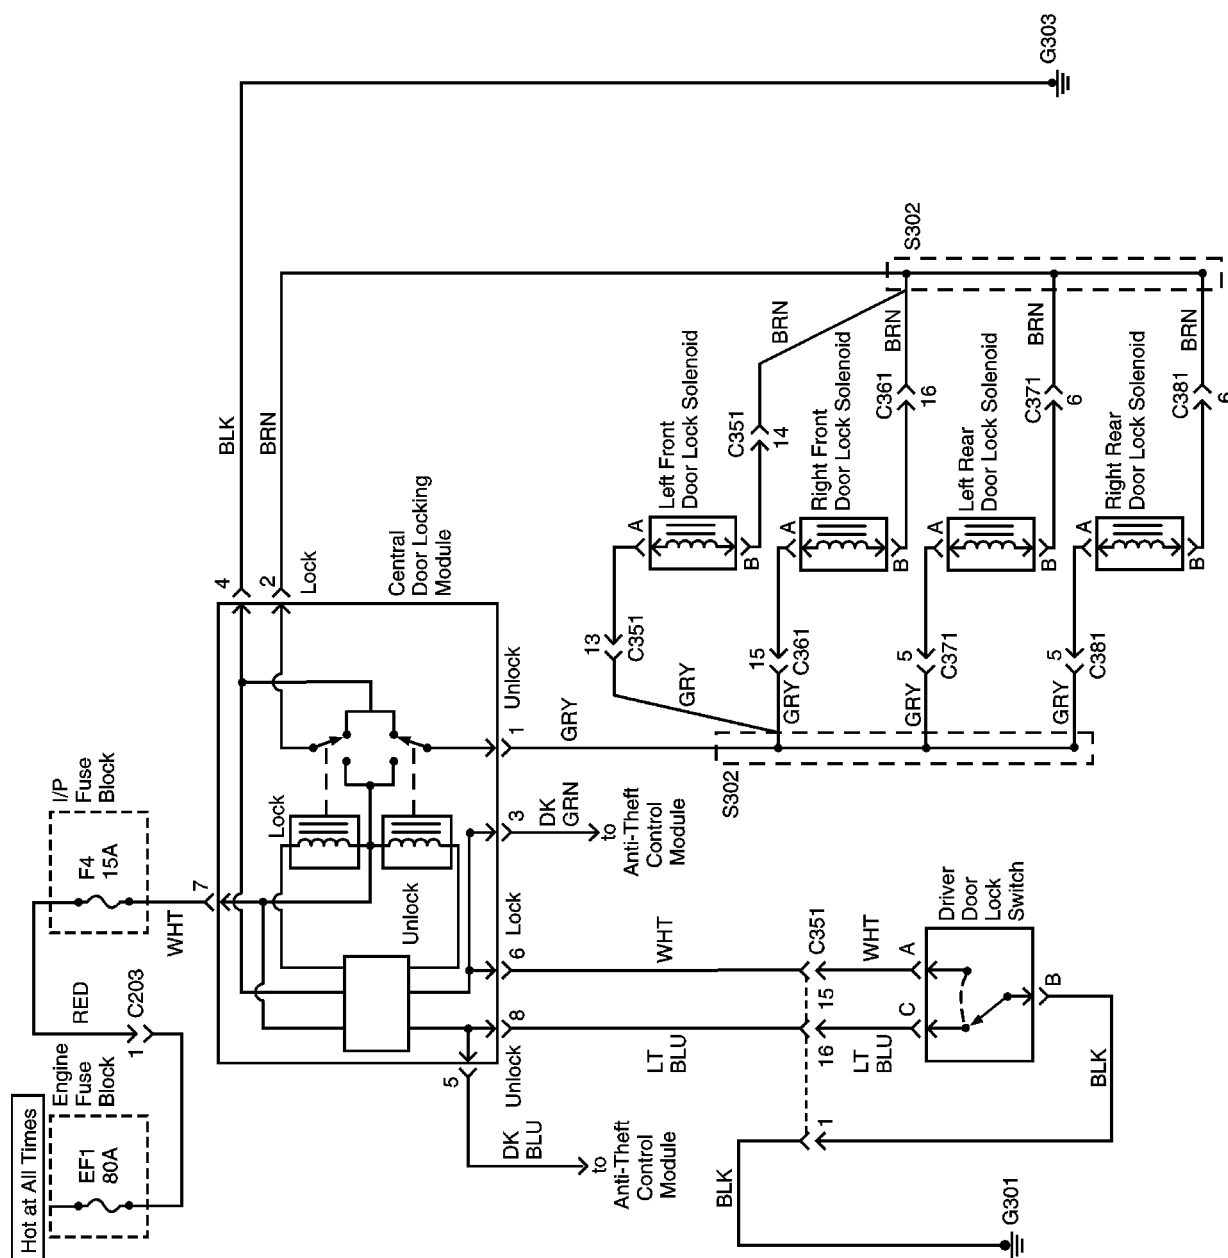 Hot at All Times
EF1
80A
Engine
Fuse
Block
1
C203
RED
F4
15A
I/P
Fuse
Block
WHT
7
4
BLK
G303
2
BRN
Lock
Central
Door Locking
Module
Lock
Unlock
Unlock
1
GRY
3
DK
GRN
to
Anti-Theft
Control
Module
Lock
6
WHT
8
Unlock
LT
BLU
5
DK
BLU
to
Anti-Theft
Control
Module
C351
15
WHT
16
LT
BLU
1
A
C
B
Driver
Door
Lock
Switch
BLK
BLK
G301
S302
GRY
13
C351
A
B
Left Front
Door Lock Solenoid
C351
14
BRN
GRY
15
C361
A
B
Right Front
Door Lock Solenoid
C361
16
BRN
GRY
5
C371
A
B
Left Rear
Door Lock Solenoid
C371
6
BRN
GRY
5
C381
A
B
Right Rear
Door Lock Solenoid
C381
6
BRN
S302